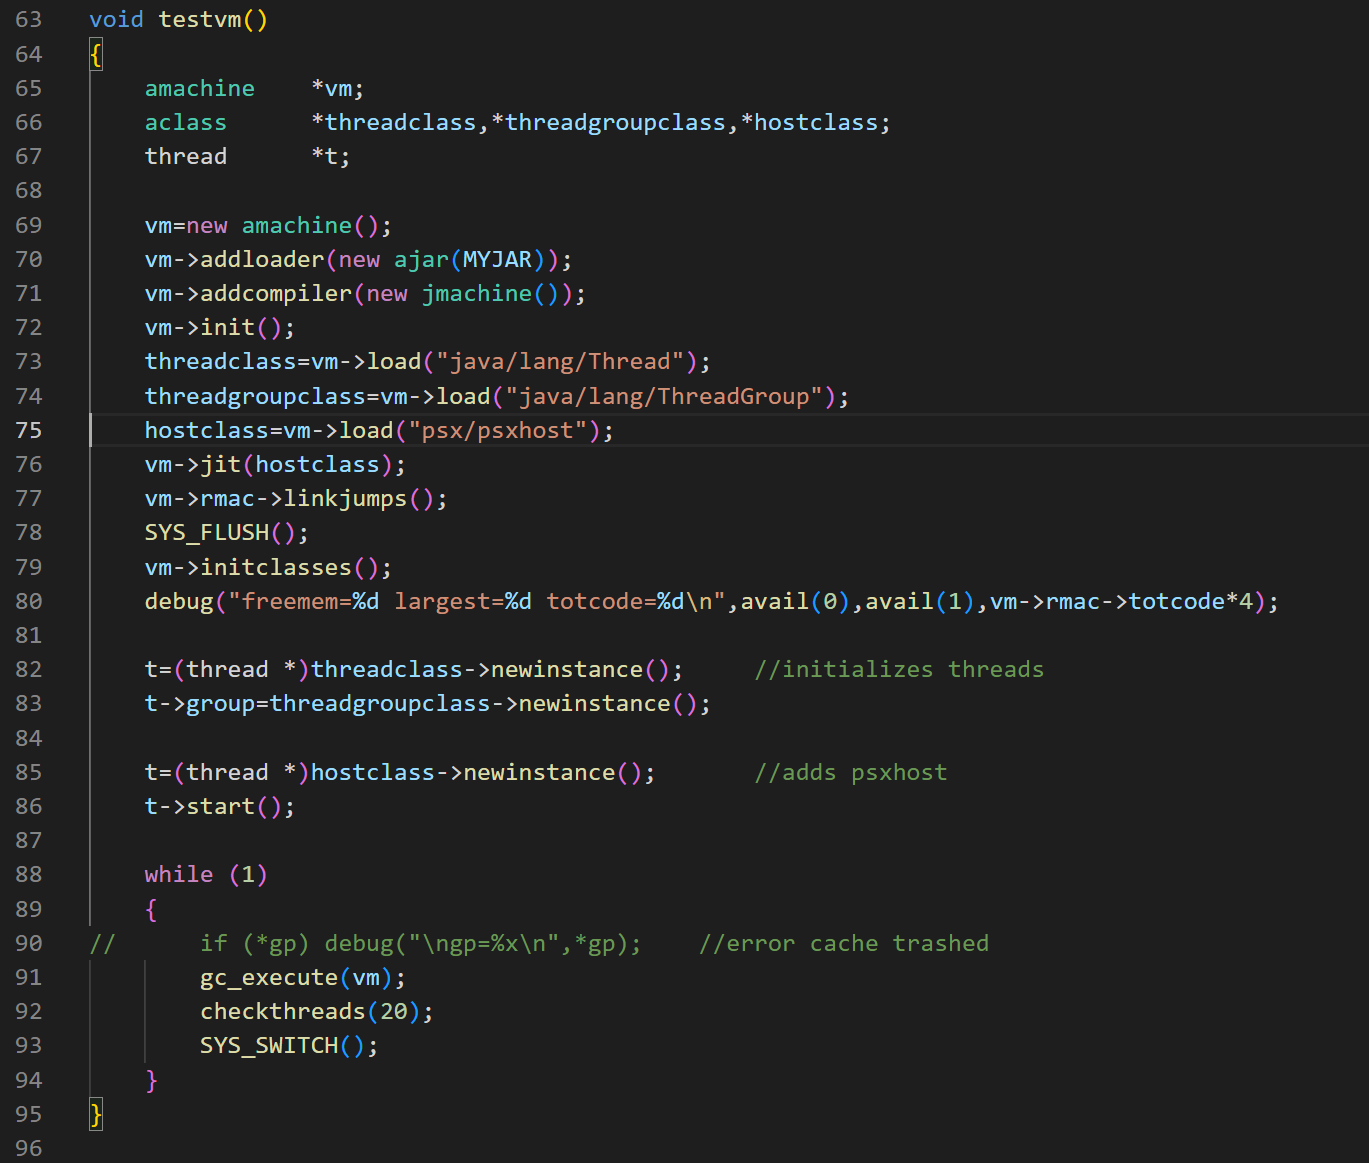 63 void testvm()
64 {
65     amachine    *vm;
66     aclass      *threadclass,*threadgroupclass,*hostclass;
67     thread      *t;
68
69     vm=new amachine();
70     vm->addloader(new ajar(MYJAR));
71     vm->addcompiler(new jmachine());
72     vm->init();
73     threadclass=vm->load("java/lang/Thread");
74     threadgroupclass=vm->load("java/lang/ThreadGroup");
75     hostclass=vm->load("psx/psxhost");
76     vm->jit(hostclass);
77     vm->rmac->linkjumps();
78     SYS_FLUSH();
79     vm->initclasses();
80     debug("freemem=%d largest=%d totcode=%d\n",avail(0),avail(1),vm->rmac->totcode*4);
81
82     t=(thread *)threadclass->newinstance();     //initializes threads
83     t->group=threadgroupclass->newinstance();
84
85     t=(thread *)hostclass->newinstance();       //adds psxhost
86     t->start();
87
88     while (1)
89     {
90 //      if (*gp) debug("\ngp=%x\n",*gp);    //error cache trashed
91         gc_execute(vm);
92         checkthreads(20);
93         SYS_SWITCH();
94     }
95 }
96